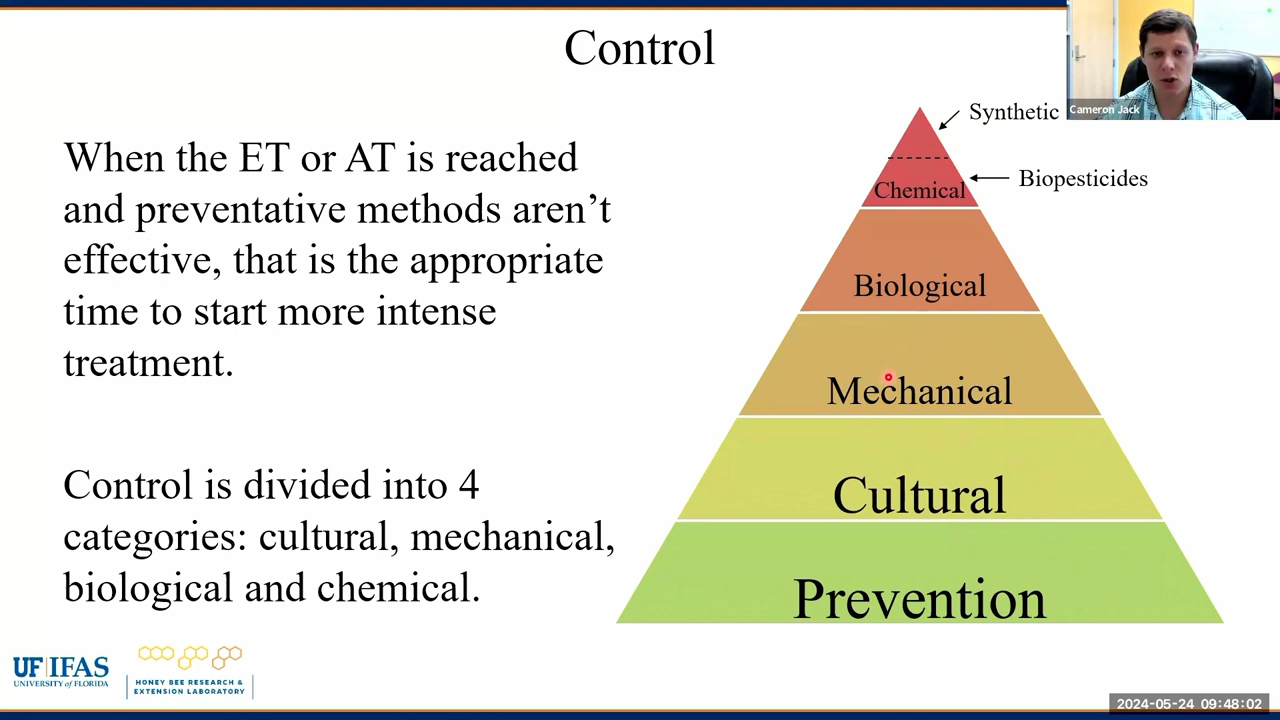 Control
Cameron Jack
When the ET or AT is reached
and preventative methods aren’t
effective, that is the appropriate
time to start more intense
treatment.
Control is divided into 4
categories: cultural, mechanical,
biological and chemical.
Synthetic
Biopesticides
Chemical
Biological
Mechanical
Cultural
Prevention
UF|IFAS
UNIVERSITY of FLORIDA
HONEY BEE RESEARCH &
EXTENSION LABORATORY
2024-05-24 09:48:02